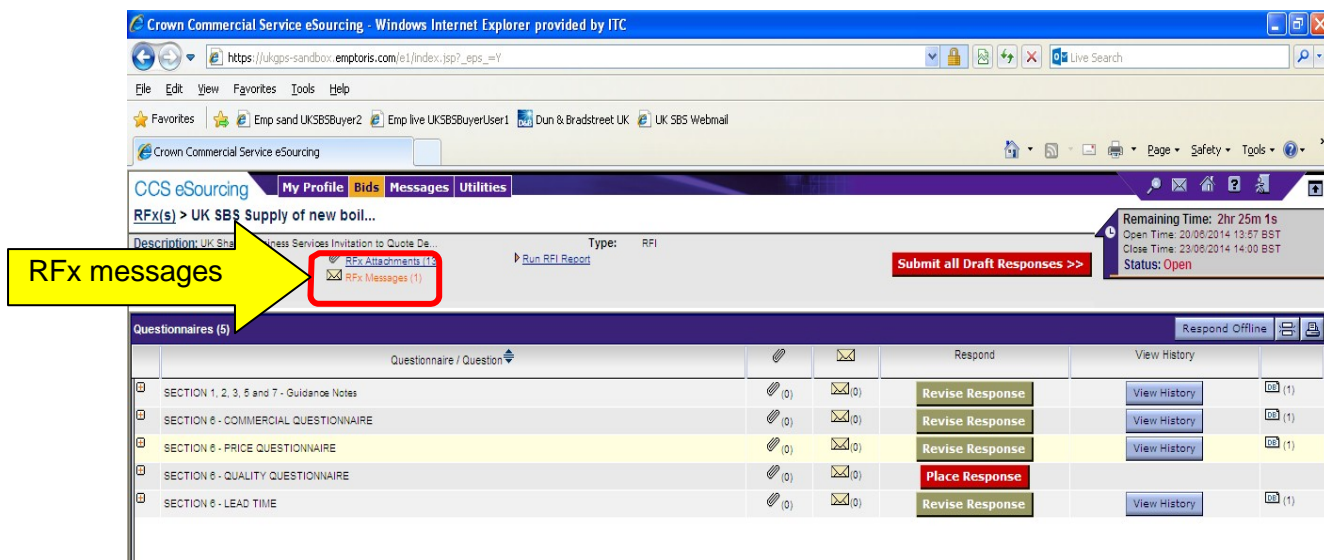 Crown Commercial Service eSourcing - Windows Internet Explorer provided by ITC
https://ukgps-sandbox.emptoris.com/e1/index.jsp?_eps_=Y
Live Search
File Edit View Favorites Tools Help
Favorites Emp sand UKSBSBuyer2 Emp live UKSBSBuyerUser1 Dun & Bradstreet UK UK SBS Webmail
Crown Commercial Service eSourcing
Page Safety Tools
CCS eSourcing My Profile Bids Messages Utilities
RFx(s) > UK SBS Supply of new boil...
Remaining Time: 2hr 25m 1s
Open Time: 20/06/2014 13:57 BST
Close Time: 23/06/2014 14:00 BST
Status: Open
Description: UK Sha iness Services Invitation to Quote De... Type: RFI
RFx Attachments (13
Run RFI Report
RFx Messages (1)
Submit all Draft Responses >>
RFx messages
Questionnaires (5)
Respond Offline
Questionnaire / Question Respond View History
SECTION 1, 2, 3, 5 and 7 - Guidance Notes (0) (0) Revise Response View History DB (1)
SECTION 6 - COMMERCIAL QUESTIONNAIRE (0) (0) Revise Response View History DB (1)
SECTION 6 - PRICE QUESTIONNAIRE (0) (0) Revise Response View History DB (1)
SECTION 6 - QUALITY QUESTIONNAIRE (0) (0) Place Response
SECTION 6 - LEAD TIME (0) (0) Revise Response View History DB (1)